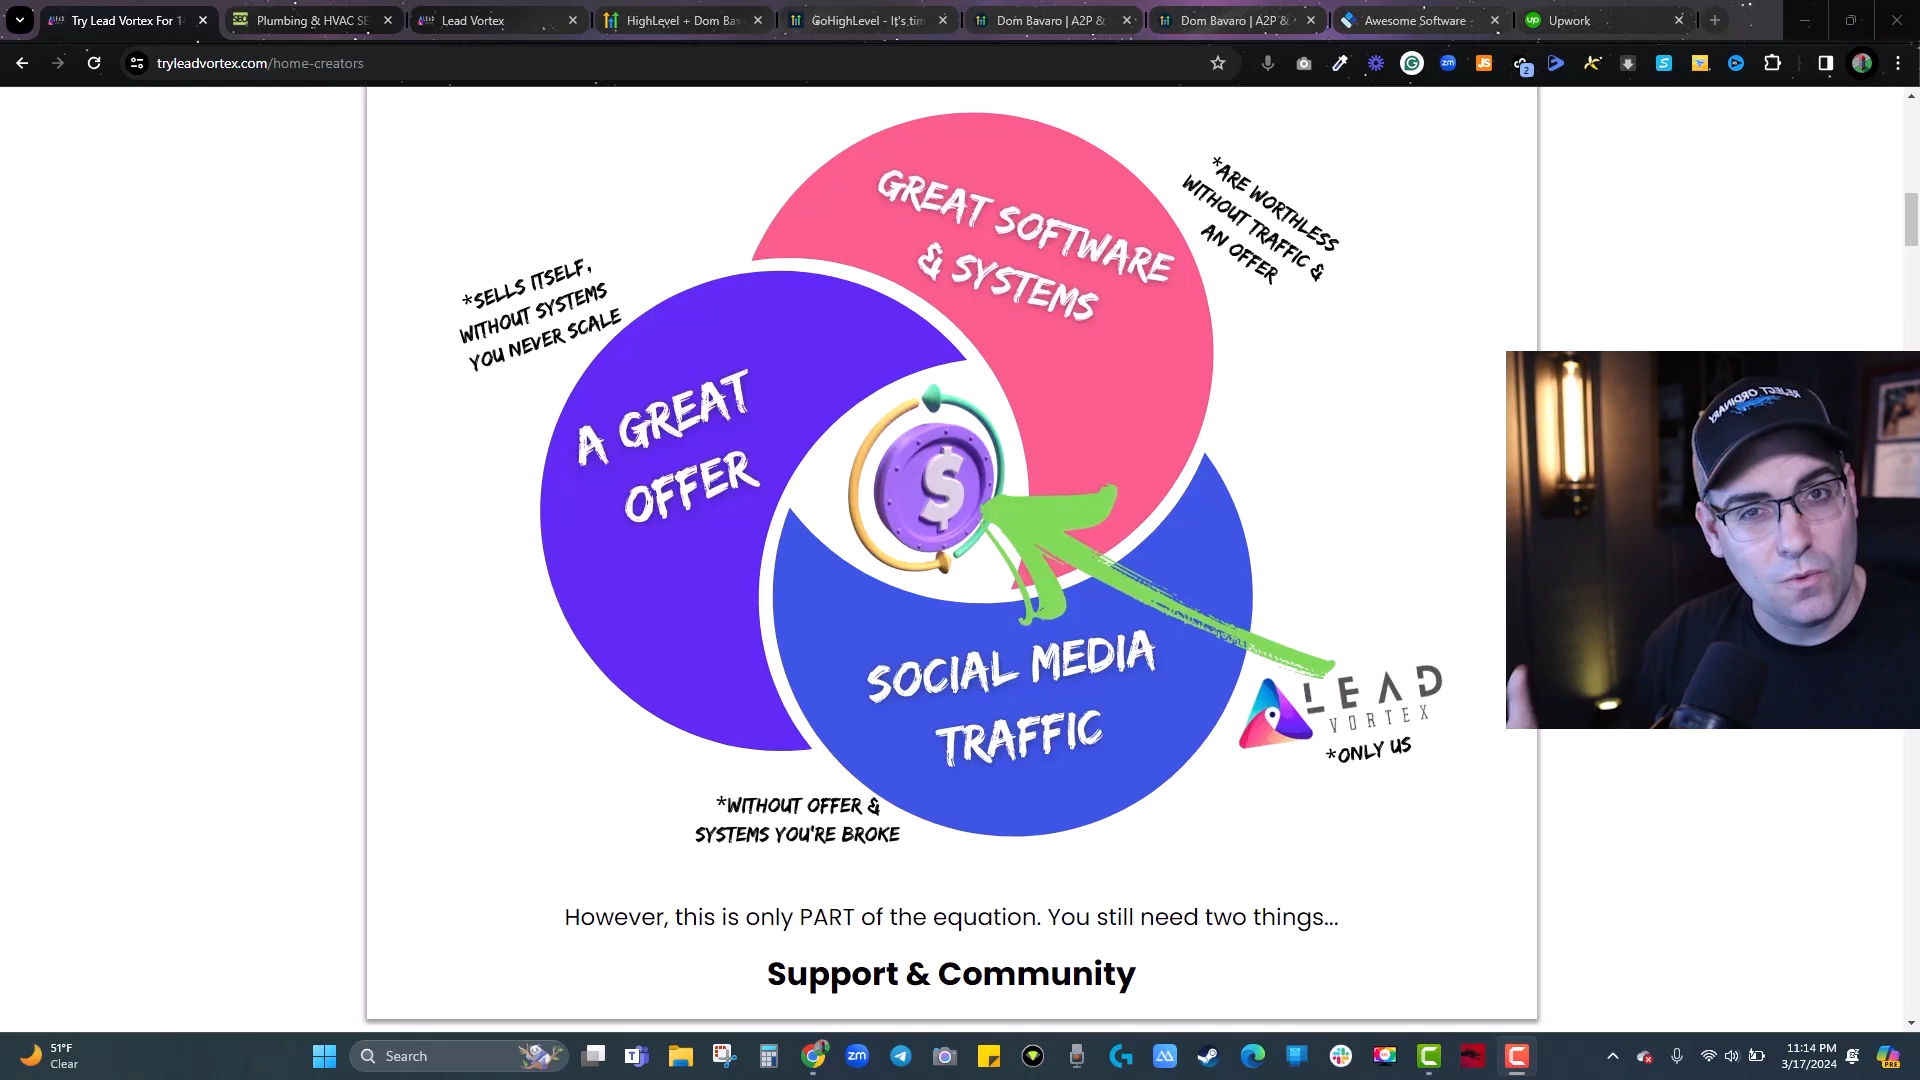 Try Lead Vortex For 14
Plumbing & HVAC SE
Lead Vortex
HighLevel + Dom Bav
GoHighLevel - It's tim
Dom Bavaro | A2P &
Dom Bavaro | A2P &
Awesome Software
Upwork
tryleadvortex.com/home-creators
GREAT SOFTWARE
& SYSTEMS
*ARE WORTHLESS
WITHOUT TRAFFIC &
AN OFFER
*SELLS ITSELF,
WITHOUT SYSTEMS
YOU NEVER SCALE
A GREAT
OFFER
$
REJECT ORDINARY
SOCIAL MEDIA
TRAFFIC
LEAD
VORTEX
*ONLY US
*WITHOUT OFFER &
SYSTEMS YOU'RE BROKE
However, this is only PART of the equation. You still need two things...
Support & Community
51°F
Clear
Search
11:14 PM
3/17/2024